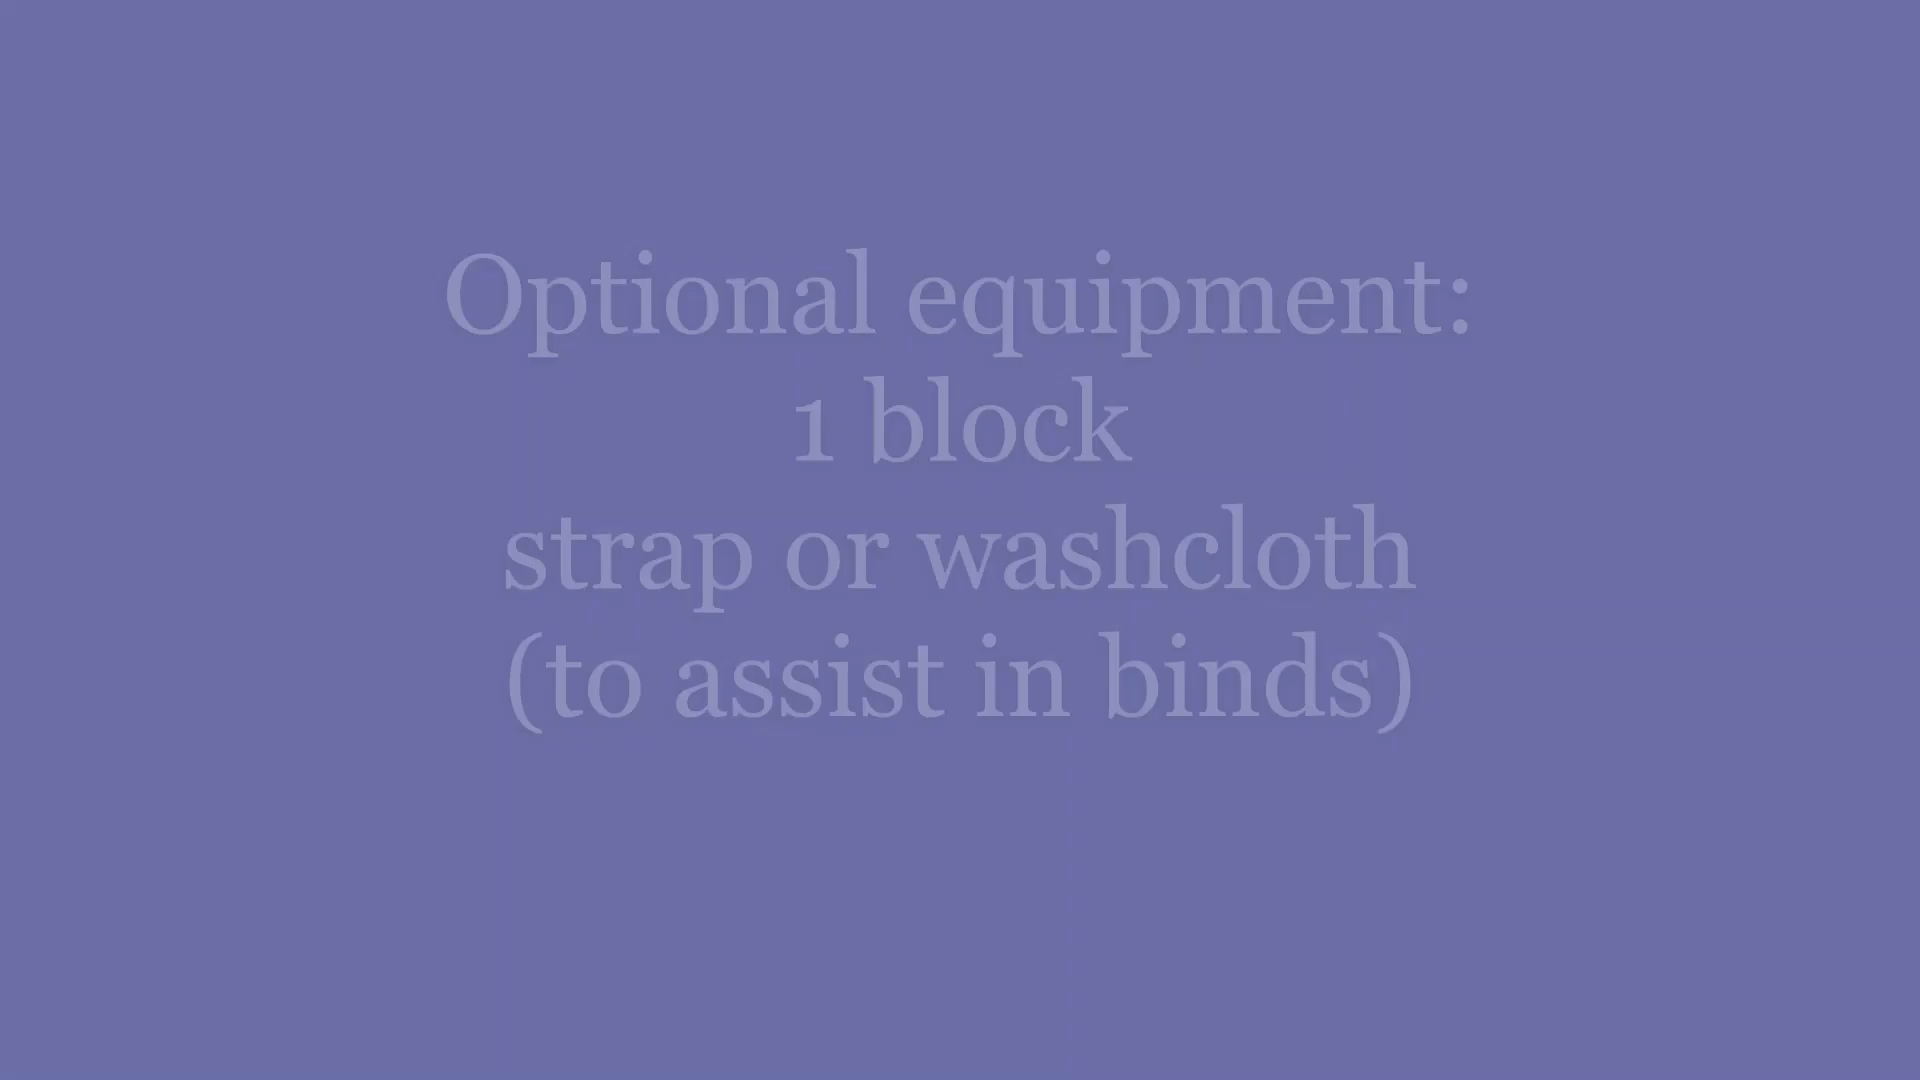 Optional equipment:
1 block
strap or washcloth
(to assist in binds)